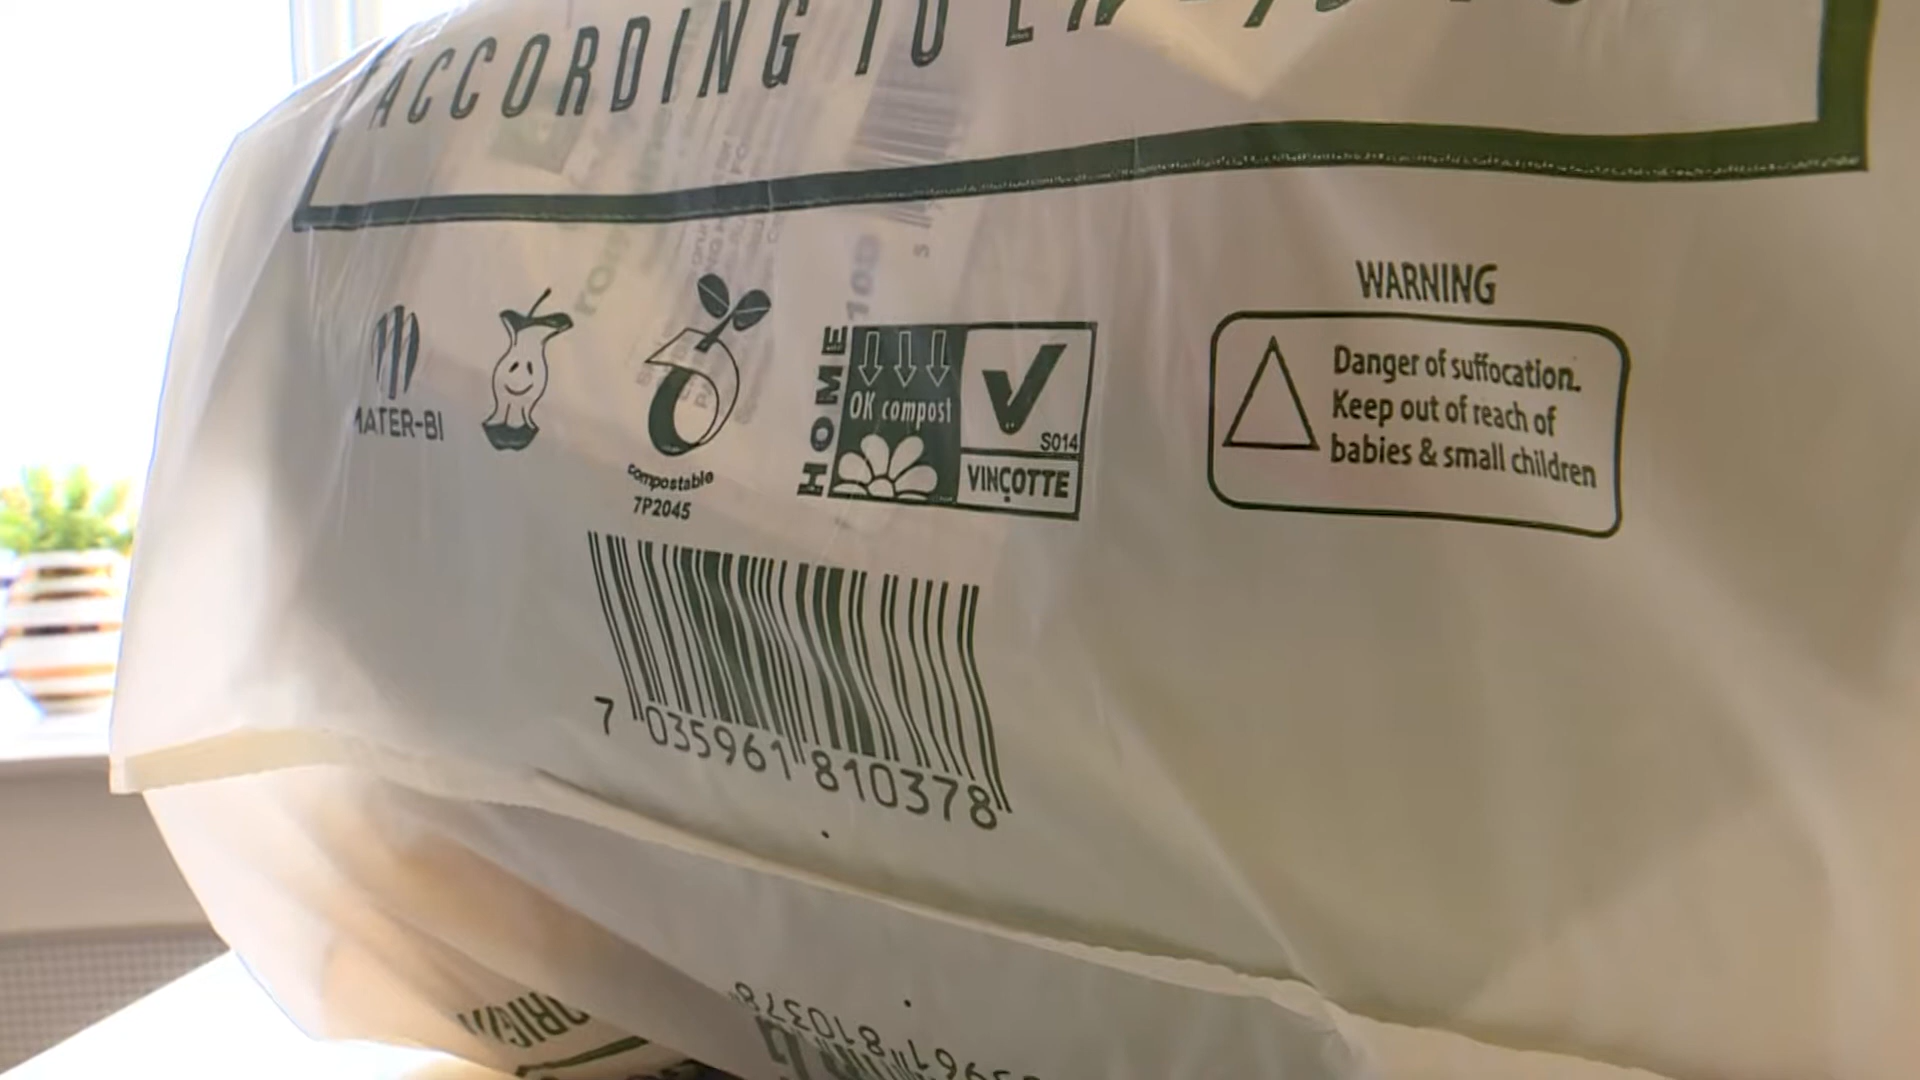 ACCORDING TO
WARNING
Danger of suffocation.
Keep out of reach of
babies & small children
MATER-BI
compostable
7P2045
HOME
OK compost
S014
VINÇOTTE
7 035961 810378
810378